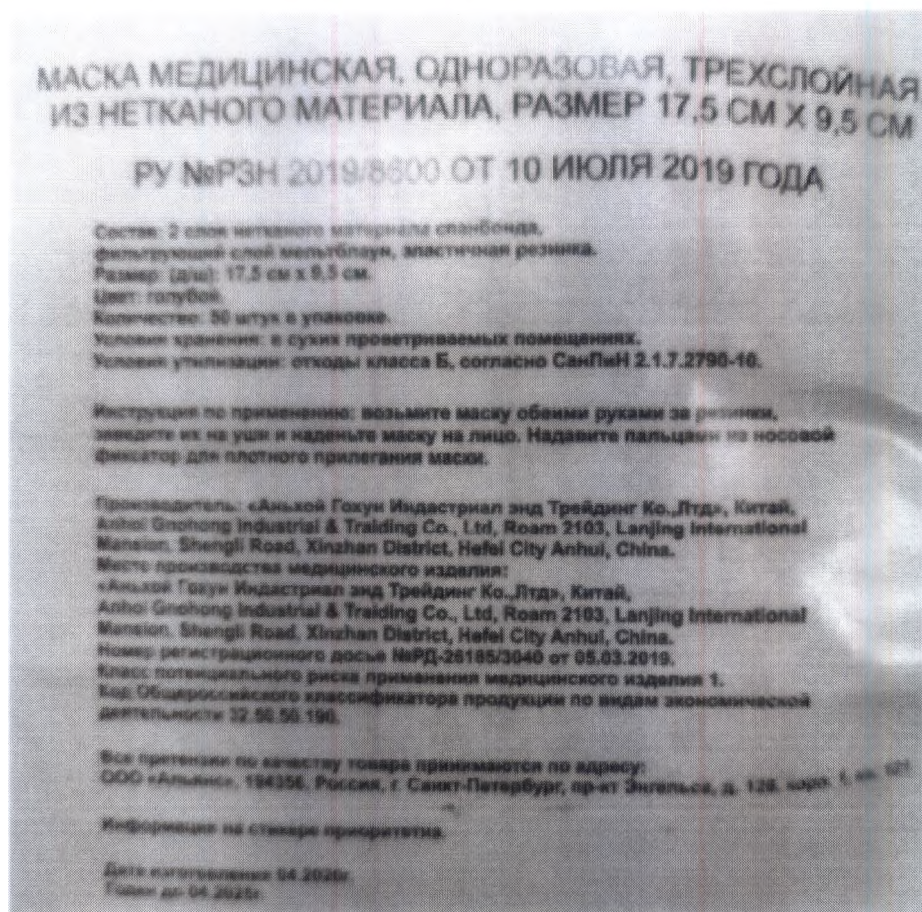 МАСКА МЕДИЦИНСКАЯ, ОДНОРАЗОВАЯ, ТРЕХСЛОЙНАЯ
ИЗ НЕТКАНОГО МАТЕРИАЛА, РАЗМЕР 17,5 СМ X 9,5 СМ
РУ №РЗН 2019/8600 ОТ 10 ИЮЛЯ 2019 ГОДА
Состав: 2 слоя нетканого материала спанбонда,
фильтрующий слой мельтблаун, эластичная резинка.
Размер: (д/ш): 17,5 см x 9,5 см.
Цвет: голубой.
Количество: 50 штук в упаковке.
Условия хранения: в сухих проветриваемых помещениях.
Условия утилизации: отходы класса Б, согласно СанПиН 2.1.7.2790-10.
Инструкция по применению: возьмите маску обеими руками за резинки,
заведите их на уши и наденьте маску на лицо. Надавите пальцами на носовой
фиксатор для плотного прилегания маски.
Производитель: «Аньхой Гохун Индастриал энд Трейдинг Ко.,Лтд», Китай,
Anhoi Gnohong Industrial & Traiding Co., Ltd, Roam 2103, Lanjing International
Mansion, Shengli Road, Xinzhan District, Hefei City Anhui, China.
Место производства медицинского изделия:
«Аньхой Гохун Индастриал энд Трейдинг Ко.,Лтд», Китай,
Anhoi Gnohong Industrial & Traiding Co., Ltd, Roam 2103, Lanjing International
Mansion, Shengli Road, Xinzhan District, Hefei City Anhui, China.
Номер регистрационного досье №РД-26185/3040 от 05.03.2019.
Класс потенциального риска применения медицинского изделия 1.
Код Общероссийского классификатора продукции по видам экономической
деятельности 32.50.50.190.
Все претензии по качеству товара принимаются по адресу:
ООО «Альянс», 194356, Россия, г. Санкт-Петербург, пр-кт Энгельса, д. 126,
Информация на стикере приоритетна.
Дата изготовления 04.2020г.
Годен до 04.2025г.